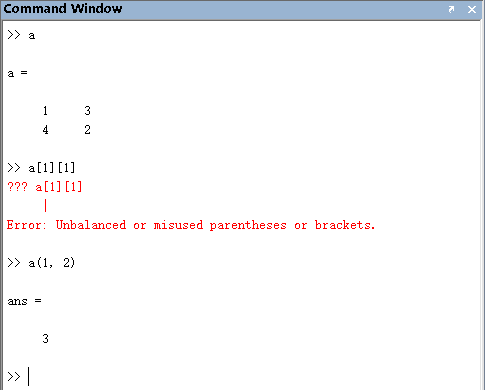 Command Window
>> a
a =
1 3
4 2
>> a[1][1]
??? a[1][1]
|
Error: Unbalanced or misused parentheses or brackets.
>> a(1, 2)
ans =
3
>>